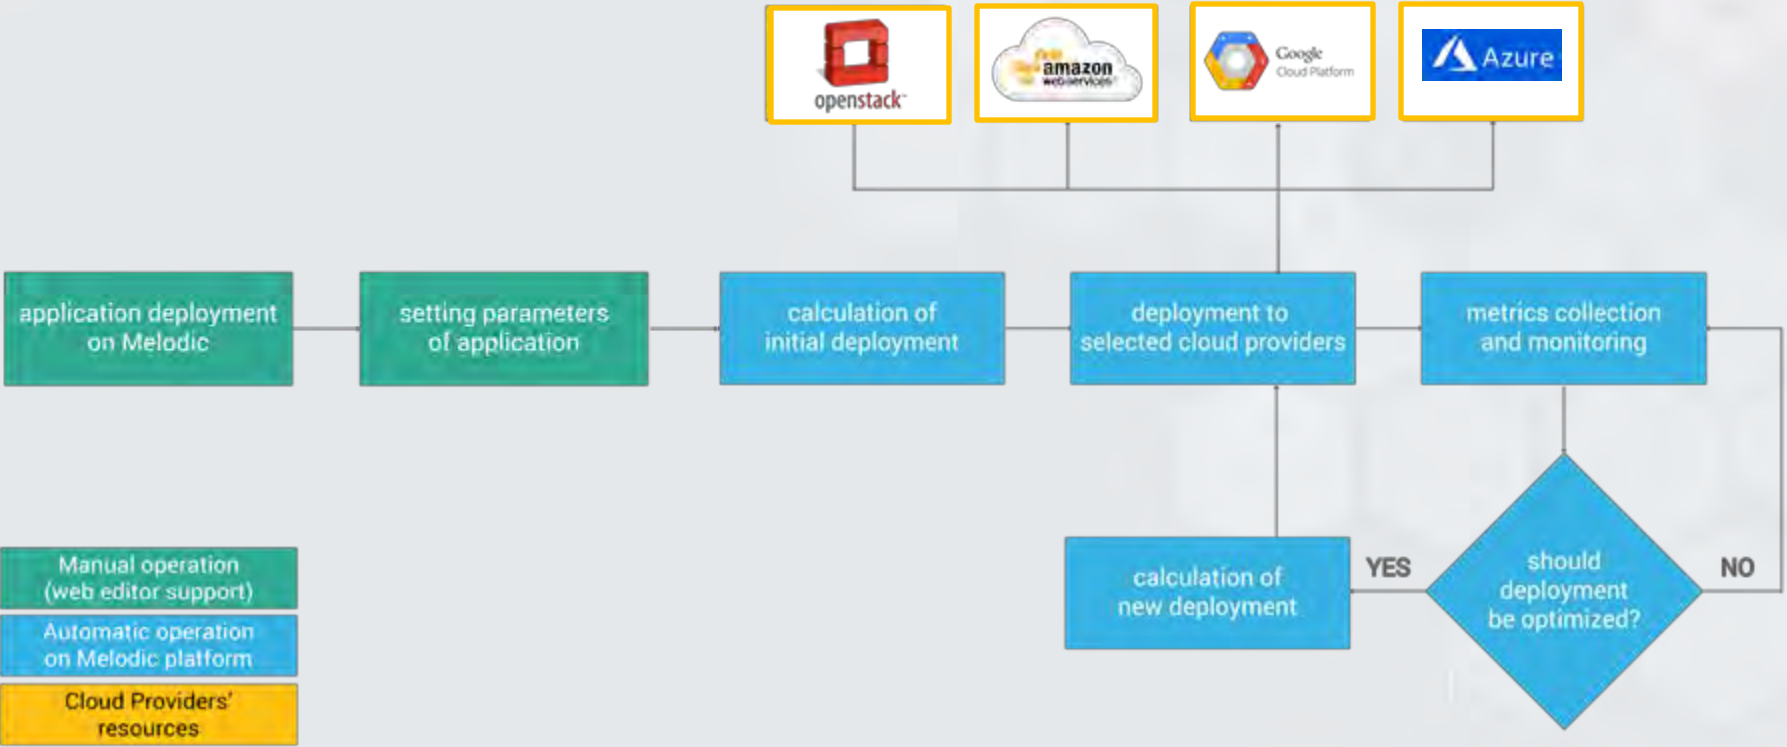 openstack
amazon
webservices
Google
Cloud Platform
Azure
application deployment
on Melodic
setting parameters
of application
calculation of
initial deployment
deployment to
selected cloud providers
metrics collection
and monitoring
calculation of
new deployment
YES
should
deployment
be optimized?
NO
Manual operation
(web editor support)
Automatic operation
on Melodic platform
Cloud Providers'
resources